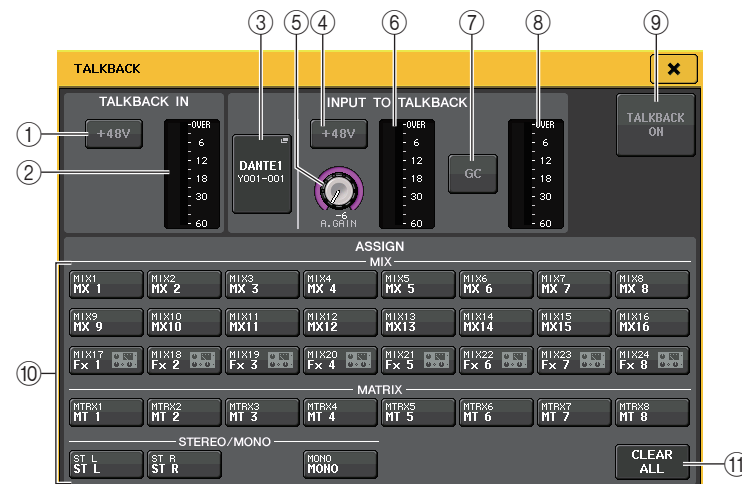 ③ ⑤ ④ ⑥ ⑦ ⑧ ⑨
TALKBACK
TALKBACK IN
INPUT TO TALKBACK
① +48V
②
OVER
6
12
18
30
60
DANTE1
Y001-001
+48V
-6
A.GAIN
OVER
6
12
18
30
60
GC
OVER
6
12
18
30
60
TALKBACK
ON
ASSIGN
MIX
MIX1 MIX2 MIX3 MIX4 MIX5 MIX6 MIX7 MIX8
MX 1 MX 2 MX 3 MX 4 MX 5 MX 6 MX 7 MX 8
MIX9 MIX10 MIX11 MIX12 MIX13 MIX14 MIX15 MIX16
MX 9 MX10 MX11 MX12 MX13 MX14 MX15 MX16
⑩
MIX17 MIX18 MIX19 MIX20 MIX21 MIX22 MIX23 MIX24
Fx 1 Fx 2 Fx 3 Fx 4 Fx 5 Fx 6 Fx 7 Fx 8
MATRIX
MTRX1 MTRX2 MTRX3 MTRX4 MTRX5 MTRX6 MTRX7 MTRX8
MT 1 MT 2 MT 3 MT 4 MT 5 MT 6 MT 7 MT 8
STEREO/MONO
ST L ST R MONO
ST L ST R MONO
CLEAR
ALL
⑪